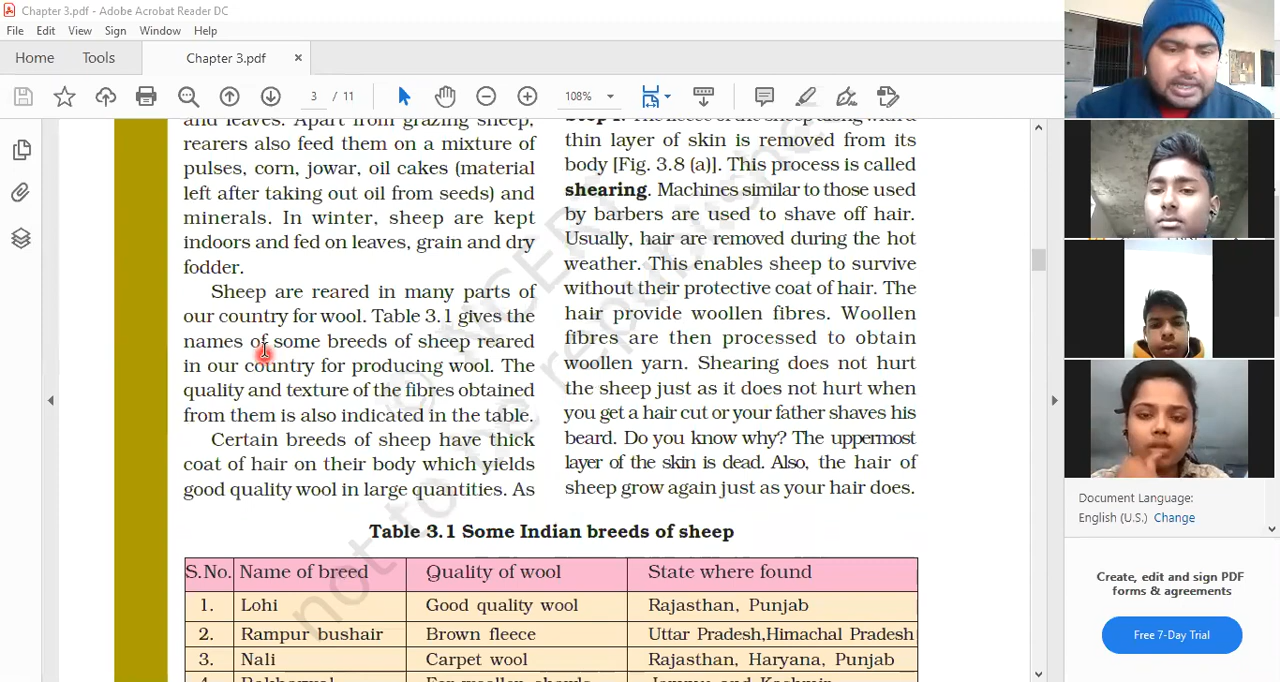 Chapter 3.pdf - Adobe Acrobat Reader DC
File Edit View Sign Window Help
Home Tools Chapter 3.pdf ×
3 / 11 108%
and leaves. Apart from grazing sheep,
rearers also feed them on a mixture of
pulses, corn, jowar, oil cakes (material
left after taking out oil from seeds) and
minerals. In winter, sheep are kept
indoors and fed on leaves, grain and dry
fodder.
Sheep are reared in many parts of
our country for wool. Table 3.1 gives the
names of some breeds of sheep reared
in our country for producing wool. The
quality and texture of the fibres obtained
from them is also indicated in the table.
Certain breeds of sheep have thick
coat of hair on their body which yields
good quality wool in large quantities. As
The fleece of the sheep along with a
thin layer of skin is removed from its
body [Fig. 3.8 (a)]. This process is called
shearing. Machines similar to those used
by barbers are used to shave off hair.
Usually, hair are removed during the hot
weather. This enables sheep to survive
without their protective coat of hair. The
hair provide woollen fibres. Woollen
fibres are then processed to obtain
woollen yarn. Shearing does not hurt
the sheep just as it does not hurt when
you get a hair cut or your father shaves his
beard. Do you know why? The uppermost
layer of the skin is dead. Also, the hair of
sheep grow again just as your hair does.
Table 3.1 Some Indian breeds of sheep
S.No. Name of breed Quality of wool State where found
1. Lohi Good quality wool Rajasthan, Punjab
2. Rampur bushair Brown fleece Uttar Pradesh,Himachal Pradesh
3. Nali Carpet wool Rajasthan, Haryana, Punjab
© NCERT
not to be republishe
Document Language:
English (U.S.) Change
Create, edit and sign PDF
forms & agreements
Free 7-Day Trial